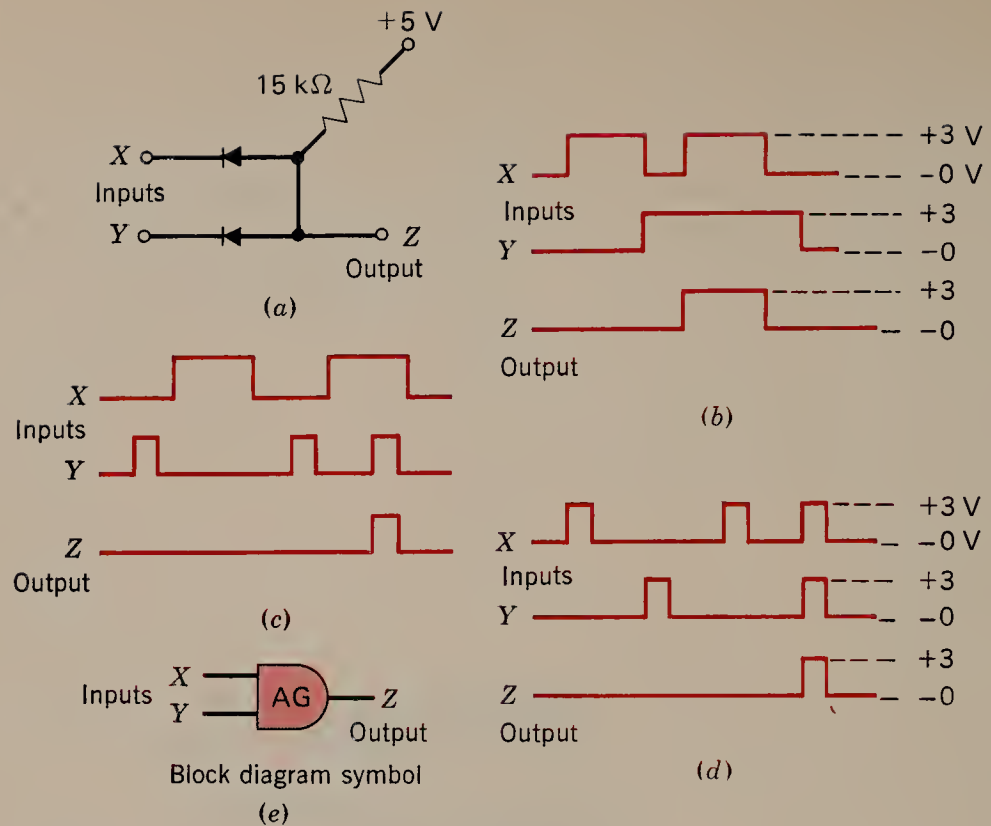 +5 V
15 kΩ
X
Inputs
Y
Z
Output
(a)
X
+3 V
-0 V
Inputs
Y
+3
-0
Z
+3
-0
Output
(b)
X
Inputs
Y
Z
Output
(c)
X
+3 V
-0 V
Inputs
Y
+3
-0
Z
+3
-0
Output
(d)
Inputs
X
Y
AG
Z
Output
Block diagram symbol
(e)